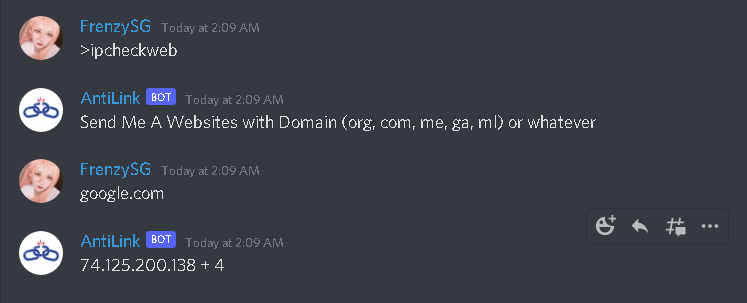 FrenzySG Today at 2:09 AM
>ipcheckweb
AntiLink BOT Today at 2:09 AM
Send Me A Websites with Domain (org, com, me, ga, ml) or whatever
FrenzySG Today at 2:09 AM
google.com
AntiLink BOT Today at 2:09 AM
74.125.200.138 + 4